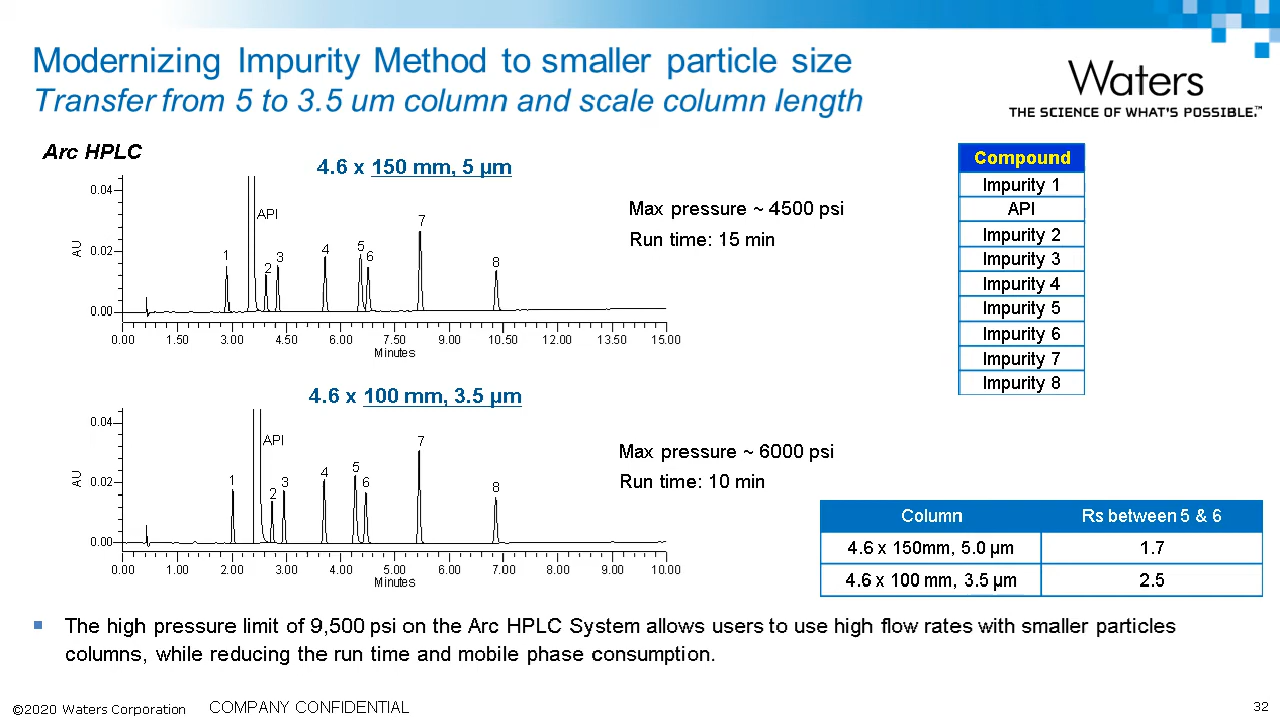 Modernizing Impurity Method to smaller particle size
Transfer from 5 to 3.5 um column and scale column length
Waters
THE SCIENCE OF WHAT'S POSSIBLE.™
Arc HPLC
4.6 x 150 mm, 5 µm
AU
0.04
0.02
0.00
1
API
2
3
4
5
6
7
8
0.00 1.50 3.00 4.50 6.00 7.50 9.00 10.50 12.00 13.50 15.00
Minutes
Max pressure ~ 4500 psi
Run time: 15 min
Compound
Impurity 1
API
Impurity 2
Impurity 3
Impurity 4
Impurity 5
Impurity 6
Impurity 7
Impurity 8
4.6 x 100 mm, 3.5 µm
AU
0.04
0.02
0.00
1
API
2
3
4
5
6
7
8
0.00 1.00 2.00 3.00 4.00 5.00 6.00 7.00 8.00 9.00 10.00
Minutes
Max pressure ~ 6000 psi
Run time: 10 min
Column Rs between 5 & 6
4.6 x 150mm, 5.0 µm 1.7
4.6 x 100 mm, 3.5 µm 2.5
The high pressure limit of 9,500 psi on the Arc HPLC System allows users to use high flow rates with smaller particles
columns, while reducing the run time and mobile phase consumption.
©2020 Waters Corporation COMPANY CONFIDENTIAL 32